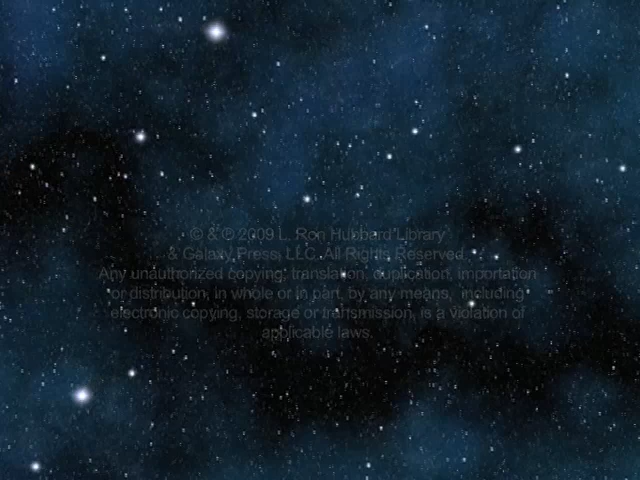 © & ℗ 2009 L. Ron Hubbard Library
& Galaxy Press, LLC. All Rights Reserved.
Any unauthorized copying, translation, duplication, importation
or distribution, in whole or in part, by any means, including
electronic copying, storage or transmission, is a violation of
applicable laws.